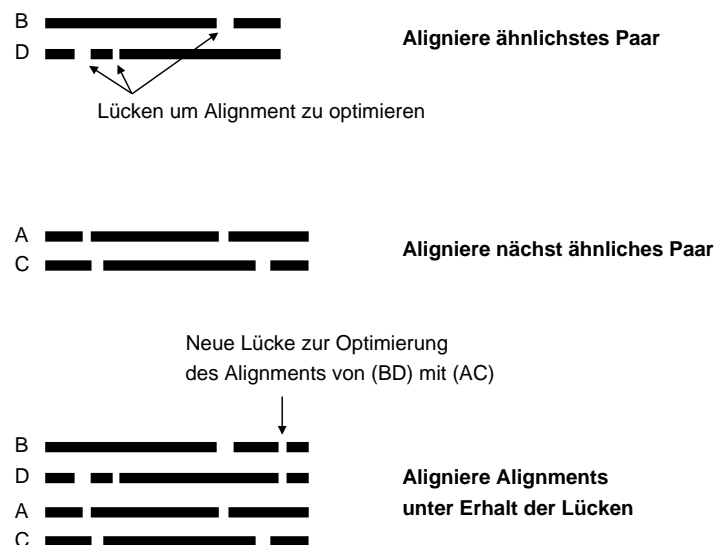 B
Aligniere ähnlichstes Paar
D
Lücken um Alignment zu optimieren
A
Aligniere nächst ähnliches Paar
C
Neue Lücke zur Optimierung
des Alignments von (BD) mit (AC)
B
D
Aligniere Alignments
A
unter Erhalt der Lücken
C